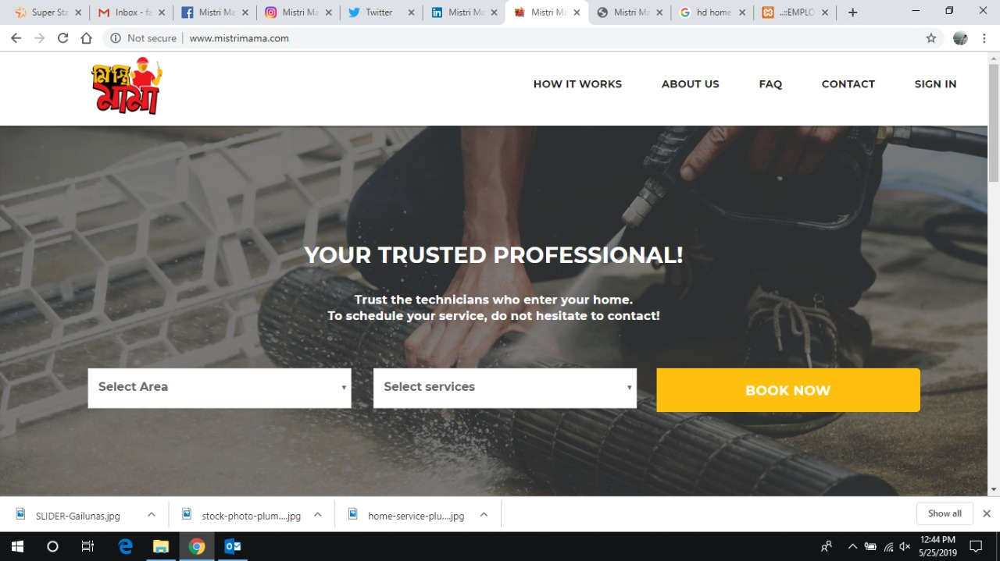 Super Sta
Inbox - fa
Mistri Ma
Mistri Ma
Twitter
Mistri Ma
Mistri Ma
Mistri Ma
hd home
..::EMPLO
Not secure
www.mistrimama.com
মিস্ত্রি
মামা
HOW IT WORKS
ABOUT US
FAQ
CONTACT
SIGN IN
YOUR TRUSTED PROFESSIONAL!
Trust the technicians who enter your home.
To schedule your service, do not hesitate to contact!
Select Area
Select services
BOOK NOW
SLIDER-Gailunas.jpg
stock-photo-plum....jpg
home-service-plu....jpg
Show all
12:44 PM
5/25/2019